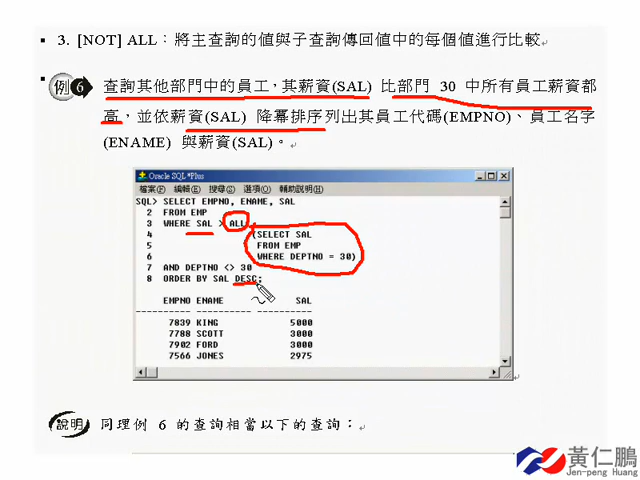 3. [NOT] ALL：將主查詢的值與子查詢傳回值中的每個值進行比較
例 6 查詢其他部門中的員工，其薪資(SAL) 比部門 30 中所有員工薪資都
高，並依薪資(SAL) 降冪排序列出其員工代碼(EMPNO)、員工名字
(ENAME) 與薪資(SAL)。
Oracle SQL*Plus
檔案(F) 編輯(E) 搜尋(S) 選項(O) 輔助說明(H)
SQL> SELECT EMPNO, ENAME, SAL
2 FROM EMP
3 WHERE SAL > ALL
4 (SELECT SAL
5 FROM EMP
6 WHERE DEPTNO = 30)
7 AND DEPTNO <> 30
8 ORDER BY SAL DESC;
EMPNO ENAME SAL
---------- ---------- ----------
7839 KING 5000
7788 SCOTT 3000
7902 FORD 3000
7566 JONES 2975
說明 同理例 6 的查詢相當以下的查詢：
黃仁鵬
Jen-peng Huang